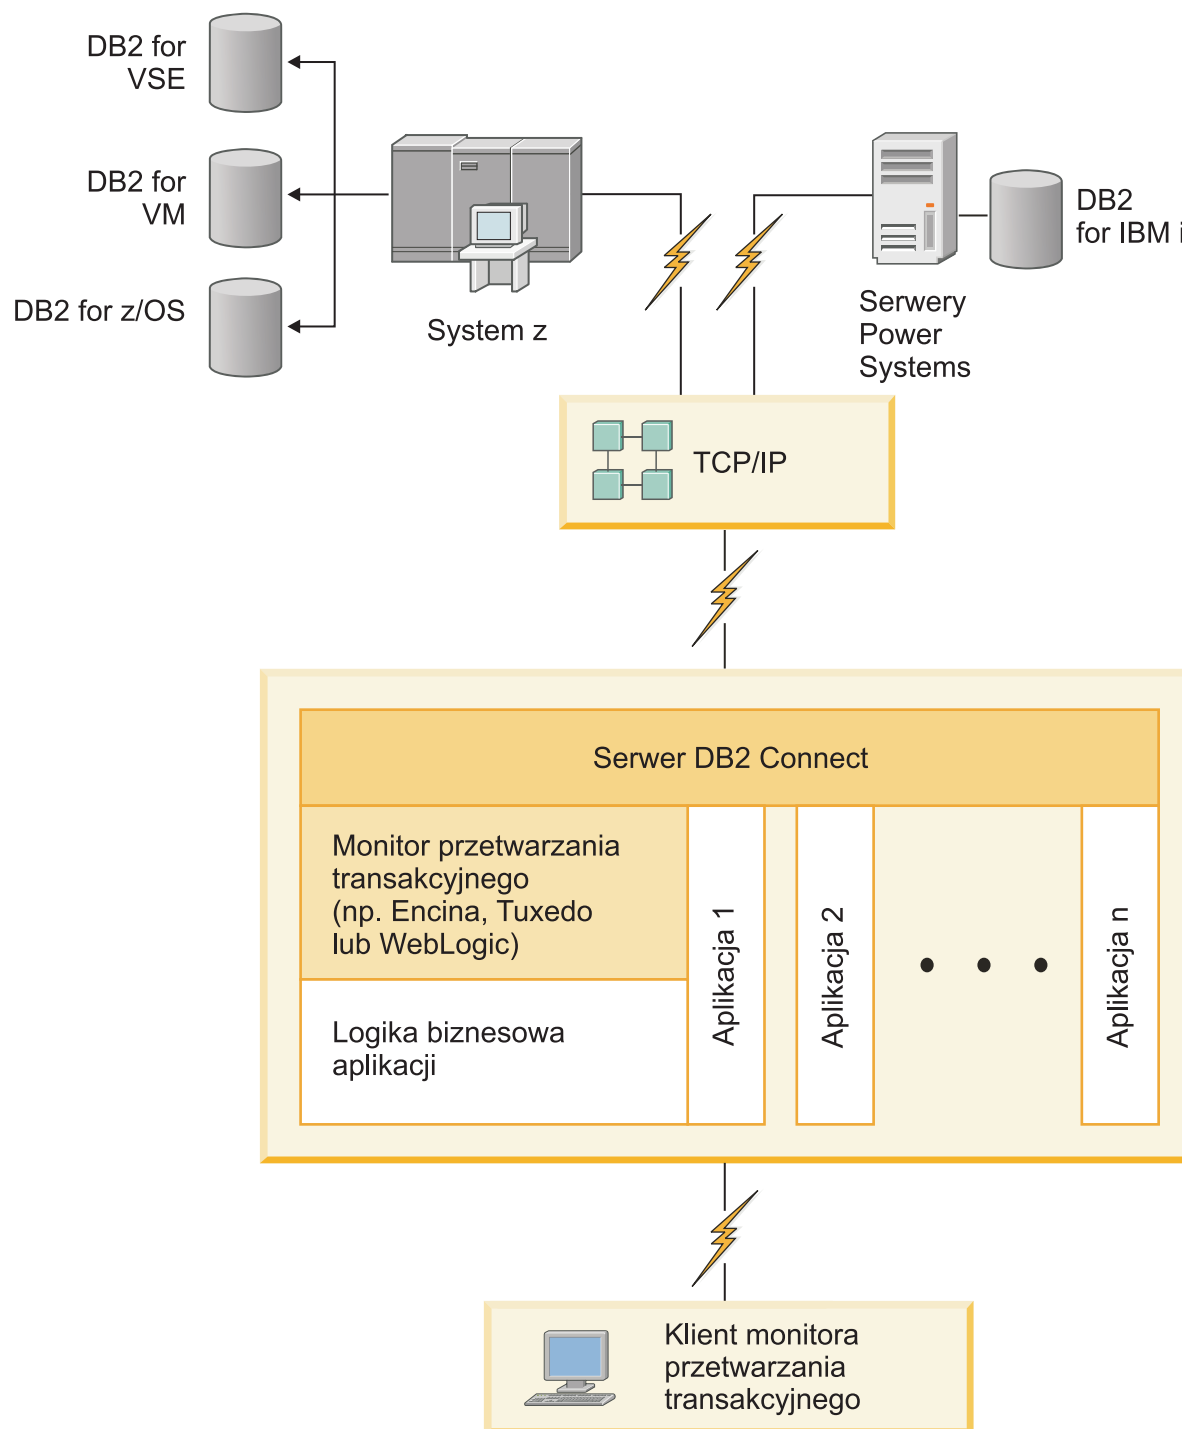 DB2 for
VSE
DB2 for
VM
DB2 for z/OS
System z
DB2
for IBM i
Serwery
Power
Systems
TCP/IP
Serwer DB2 Connect
Monitor przetwarzania
transakcyjnego
(np. Encina, Tuxedo
lub WebLogic)
Logika biznesowa
aplikacji
Aplikacja 1
Aplikacja 2
Aplikacja n
Klient monitora
przetwarzania
transakcyjnego